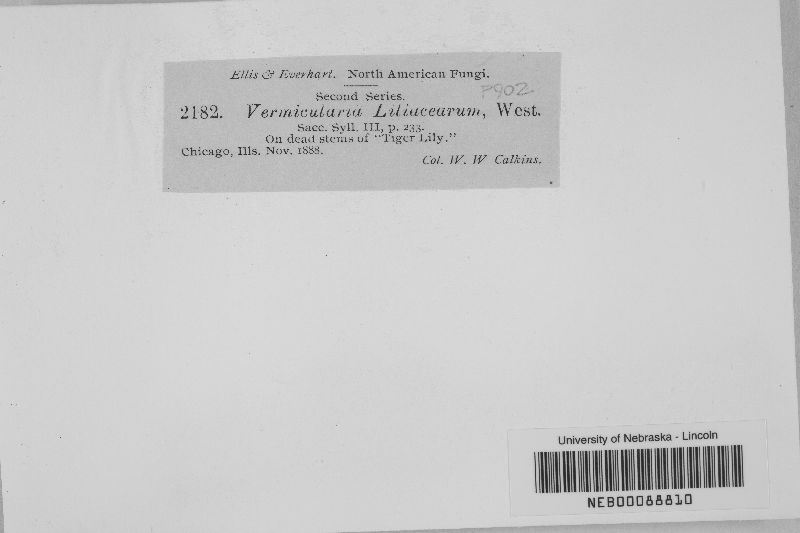 Ellis & Everhart. North American Fungi.
P902
Second Series.
2182. Vermicularia Liliacearum, West.
Sacc. Syll. III, p. 233.
On dead stems of "Tiger Lily."
Chicago, Ills. Nov. 1888.
Col. W. W Calkins.
University of Nebraska - Lincoln
NEB00088810